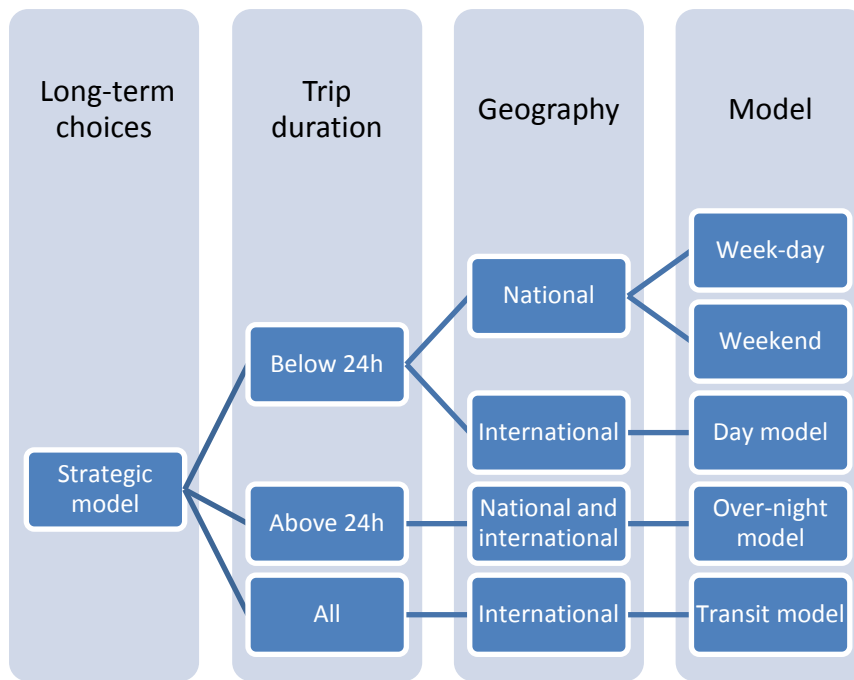 Long-term
choices
Trip
duration
Geography
Model
Week-day
National
Weekend
Below 24h
International
Day model
Strategic
model
Above 24h
National and
international
Over-night
model
All
International
Transit model